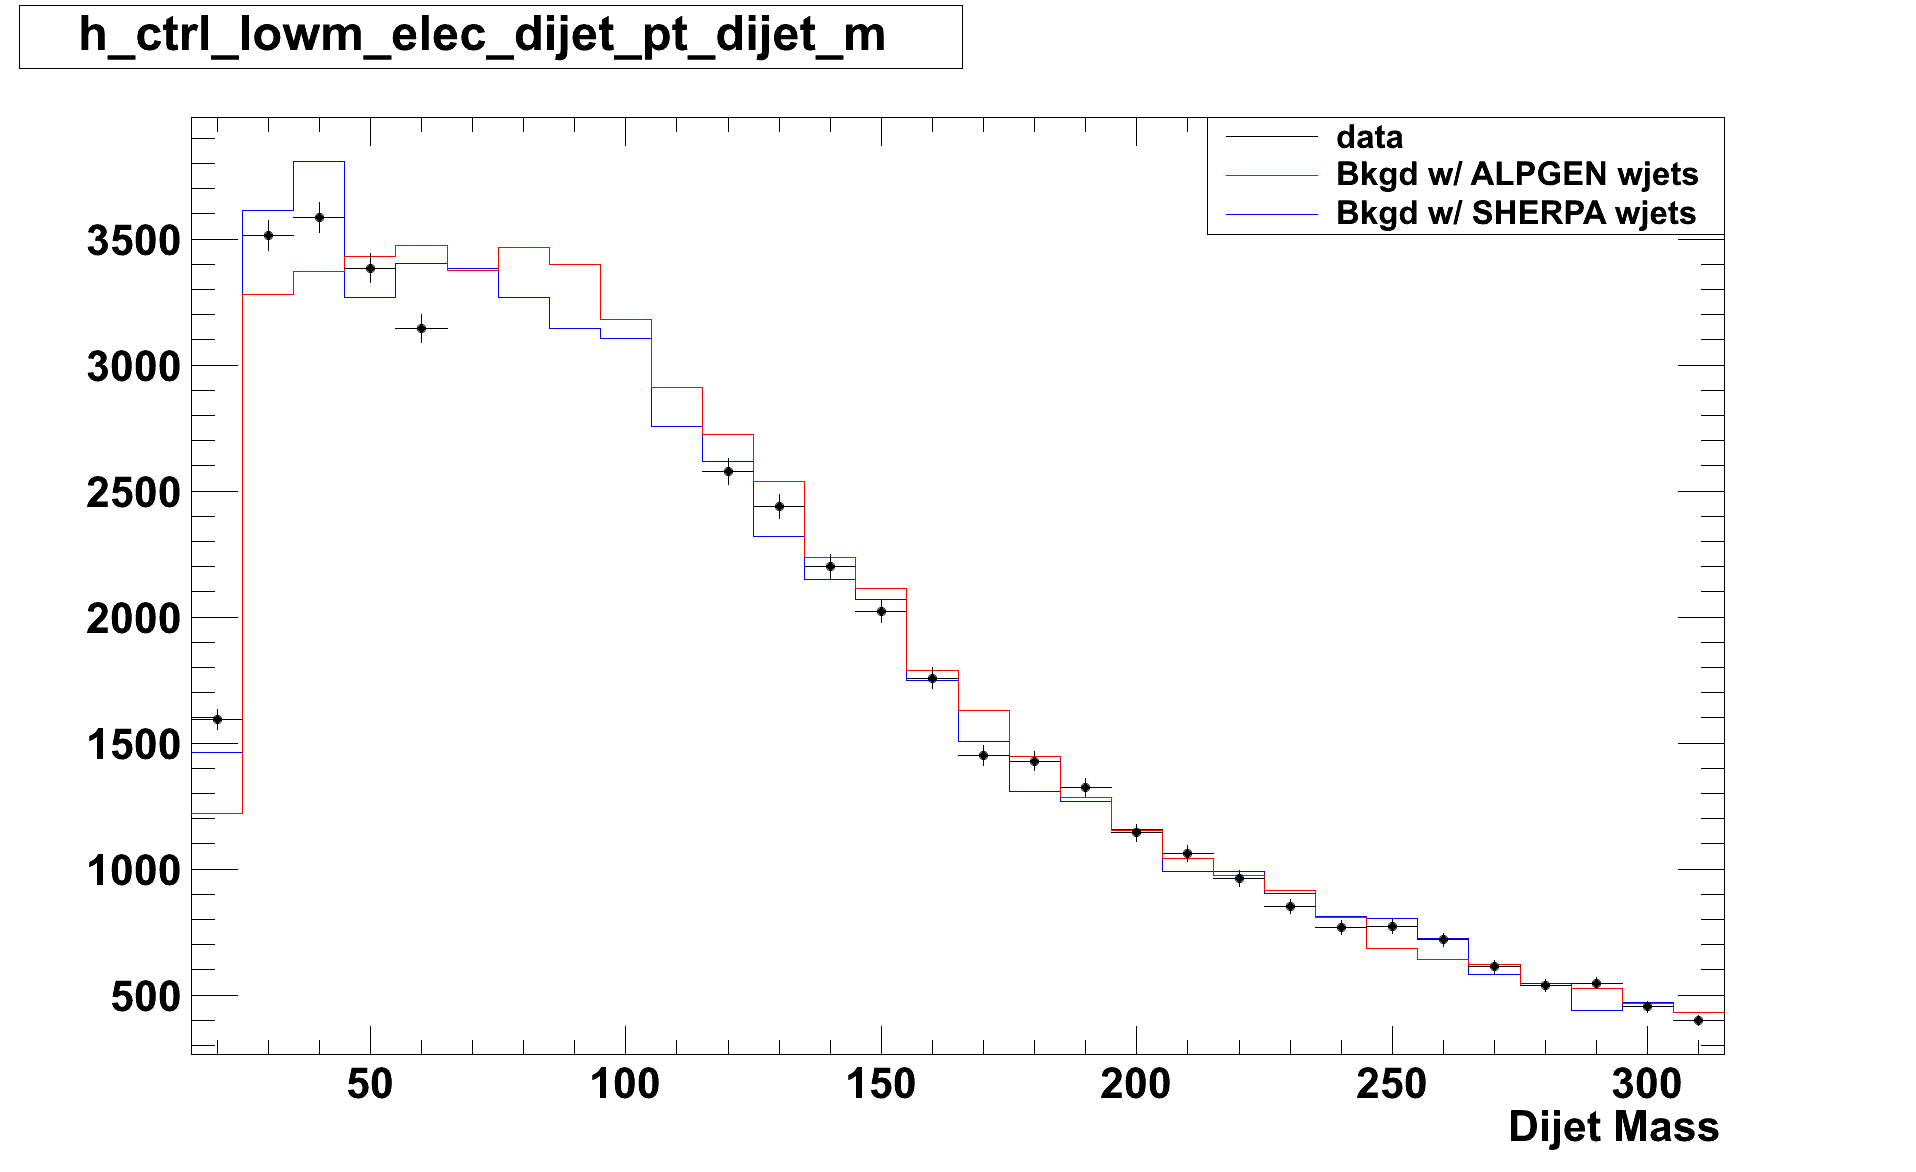 h_ctrl_lowm_elec_dijet_pt_dijet_m
data
Bkgd w/ ALPGEN wjets
Bkgd w/ SHERPA wjets
3500
3000
2500
2000
1500
1000
500
50 100 150 200 250 300
Dijet Mass